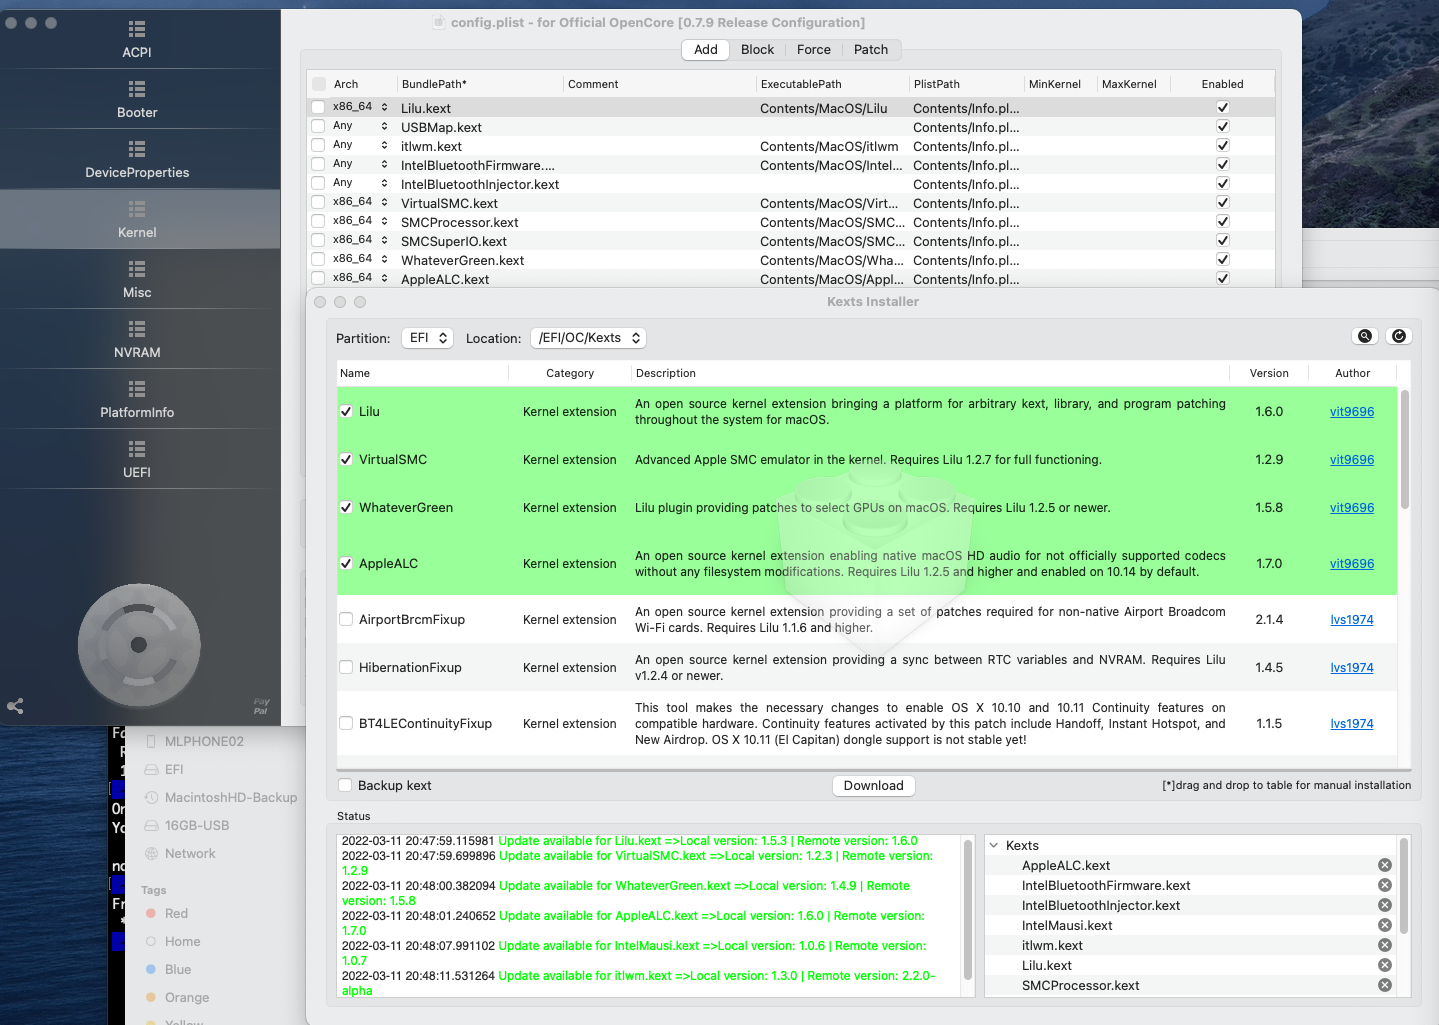 config.plist - for Official OpenCore [0.7.9 Release Configuration]
ACPI
Booter
DeviceProperties
Kernel
Misc
NVRAM
PlatformInfo
UEFI
Pay
Pal
Add Block Force Patch
Arch BundlePath* Comment ExecutablePath PlistPath MinKernel MaxKernel Enabled
x86_64 Lilu.kext Contents/MacOS/Lilu Contents/Info.pl...
Any USBMap.kext Contents/Info.pl...
Any itlwm.kext Contents/MacOS/itlwm Contents/Info.pl...
Any IntelBluetoothFirmware.... Contents/MacOS/Intel... Contents/Info.pl...
Any IntelBluetoothInjector.kext Contents/Info.pl...
x86_64 VirtualSMC.kext Contents/MacOS/Virt... Contents/Info.pl...
x86_64 SMCProcessor.kext Contents/MacOS/SMC... Contents/Info.pl...
x86_64 SMCSuperIO.kext Contents/MacOS/SMC... Contents/Info.pl...
x86_64 WhateverGreen.kext Contents/MacOS/Wha... Contents/Info.pl...
x86_64 AppleALC.kext Contents/MacOS/Appl... Contents/Info.pl...
Kexts Installer
Partition: EFI Location: /EFI/OC/Kexts
Name Category Description Version Author
Lilu Kernel extension An open source kernel extension bringing a platform for arbitrary kext, library, and program patching 1.6.0 vit9696
throughout the system for macOS.
VirtualSMC Kernel extension Advanced Apple SMC emulator in the kernel. Requires Lilu 1.2.7 for full functioning. 1.2.9 vit9696
WhateverGreen Kernel extension Lilu plugin providing patches to select GPUs on macOS. Requires Lilu 1.2.5 or newer. 1.5.8 vit9696
AppleALC Kernel extension An open source kernel extension enabling native macOS HD audio for not officially supported codecs 1.7.0 vit9696
without any filesystem modifications. Requires Lilu 1.2.5 and higher and enabled on 10.14 by default.
AirportBrcmFixup Kernel extension An open source kernel extension providing a set of patches required for non-native Airport Broadcom 2.1.4 lvs1974
Wi-Fi cards. Requires Lilu 1.1.6 and higher.
HibernationFixup Kernel extension An open source kernel extension providing a sync between RTC variables and NVRAM. Requires Lilu 1.4.5 lvs1974
v1.2.4 or newer.
BT4LEContinuityFixup Kernel extension This tool makes the necessary changes to enable OS X 10.10 and 10.11 Continuity features on 1.1.5 lvs1974
compatible hardware. Continuity features activated by this patch include Handoff, Instant Hotspot, and
New Airdrop. OS X 10.11 (El Capitan) dongle support is not stable yet!
Backup kext Download [*]drag and drop to table for manual installation
Status
2022-03-11 20:47:59.115981 Update available for Lilu.kext =>Local version: 1.5.3 | Remote version: 1.6.0
2022-03-11 20:47:59.699896 Update available for VirtualSMC.kext =>Local version: 1.2.3 | Remote version:
1.2.9
2022-03-11 20:48:00.382094 Update available for WhateverGreen.kext =>Local version: 1.4.9 | Remote
version: 1.5.8
2022-03-11 20:48:01.240652 Update available for AppleALC.kext =>Local version: 1.6.0 | Remote version:
1.7.0
2022-03-11 20:48:07.991102 Update available for IntelMausi.kext =>Local version: 1.0.6 | Remote version:
1.0.7
2022-03-11 20:48:11.531264 Update available for itlwm.kext =>Local version: 1.3.0 | Remote version: 2.2.0-
alpha
Kexts
AppleALC.kext
IntelBluetoothFirmware.kext
IntelBluetoothInjector.kext
IntelMausi.kext
itlwm.kext
Lilu.kext
SMCProcessor.kext
MLPHONE02
EFI
MacintoshHD-Backup
16GB-USB
Network
Tags
Red
Home
Blue
Orange
Yellow